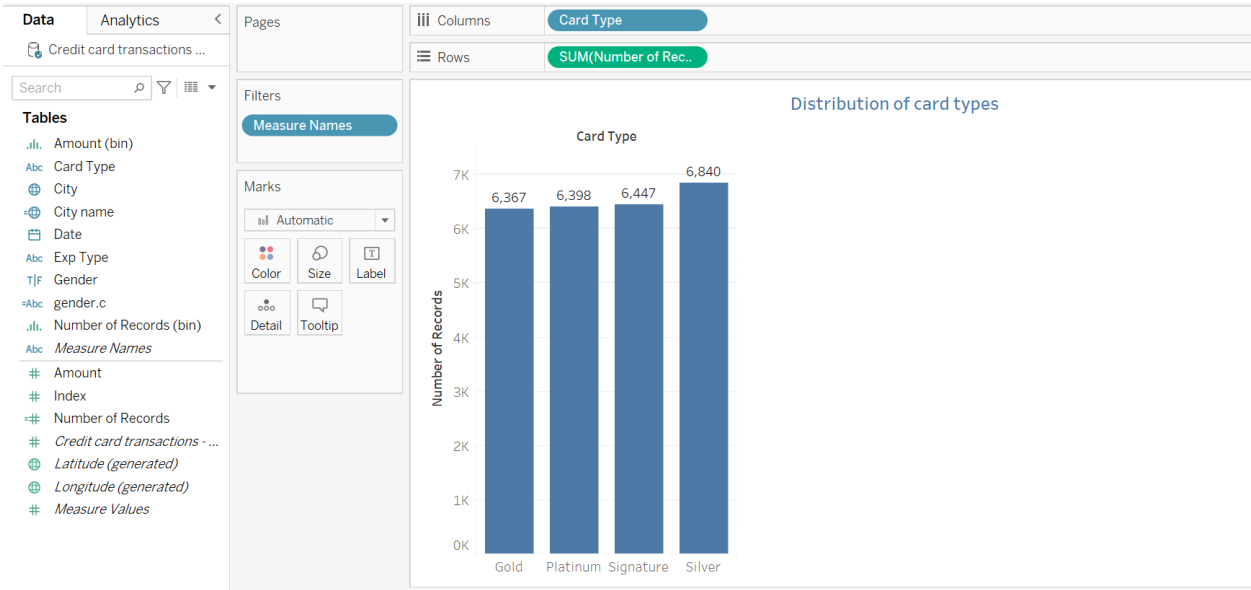 Data
Analytics
Credit card transactions ...
Search
Tables
Amount (bin)
Abc Card Type
City
City name
Date
Abc Exp Type
T|F Gender
=Abc gender.c
Number of Records (bin)
Abc Measure Names
# Amount
# Index
=# Number of Records
# Credit card transactions - ...
Latitude (generated)
Longitude (generated)
# Measure Values
Pages
Filters
Measure Names
Marks
Automatic
Color Size Label
Detail Tooltip
Columns Card Type
Rows SUM(Number of Rec..
Distribution of card types
Card Type
Number of Records
7K
6K
5K
4K
3K
2K
1K
0K
6,367 6,398 6,447 6,840
Gold Platinum Signature Silver